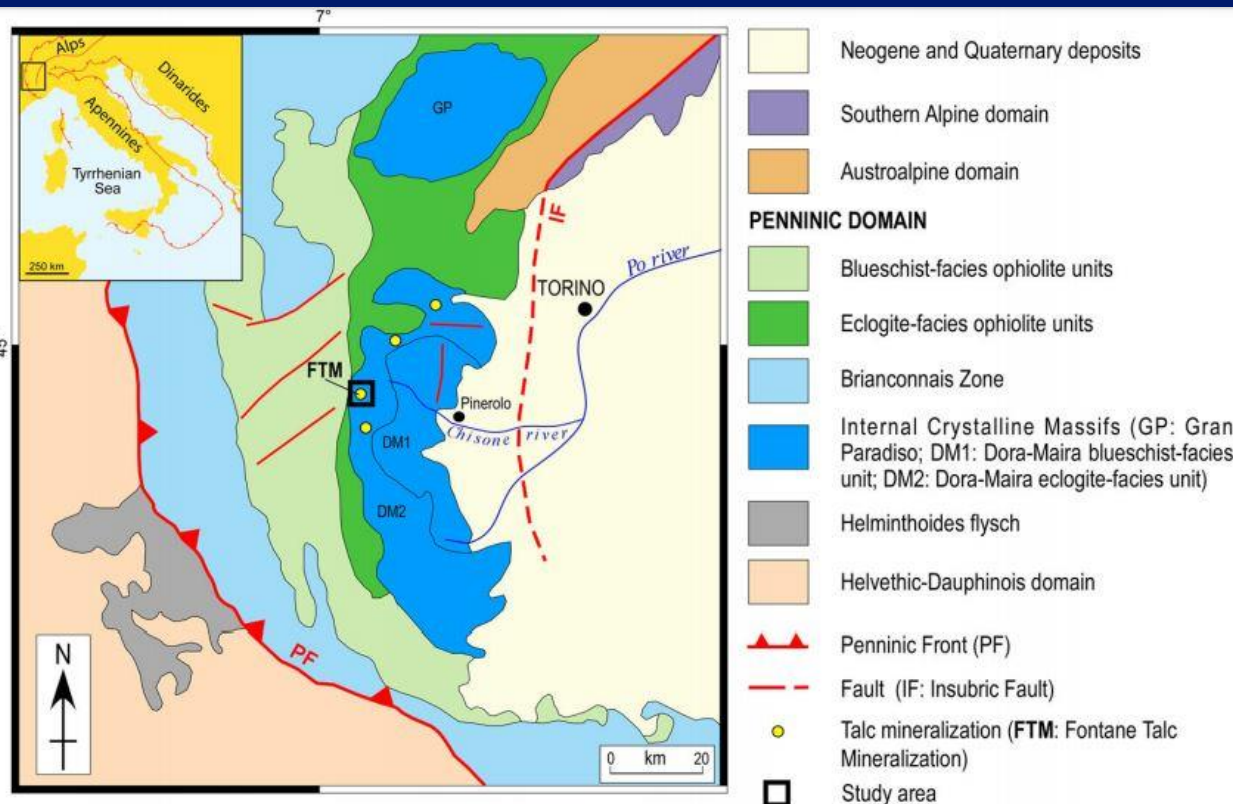 7°
Alps
Dinarides
Apennines
Tyrrhenian
Sea
250 km
GP
IF
Po river
TORINO
45
FTM
Pinerolo
Chisone river
DM1
DM2
PF
N
0 km 20
Neogene and Quaternary deposits
Southern Alpine domain
Austroalpine domain
PENNINIC DOMAIN
Blueschist-facies ophiolite units
Eclogite-facies ophiolite units
Brianconnais Zone
Internal Crystalline Massifs (GP: Gran
Paradiso; DM1: Dora-Maira blueschist-facies
unit; DM2: Dora-Maira eclogite-facies unit)
Helminthoides flysch
Helvethic-Dauphinois domain
Penninic Front (PF)
Fault (IF: Insubric Fault)
Talc mineralization (FTM: Fontane Talc
Mineralization)
Study area